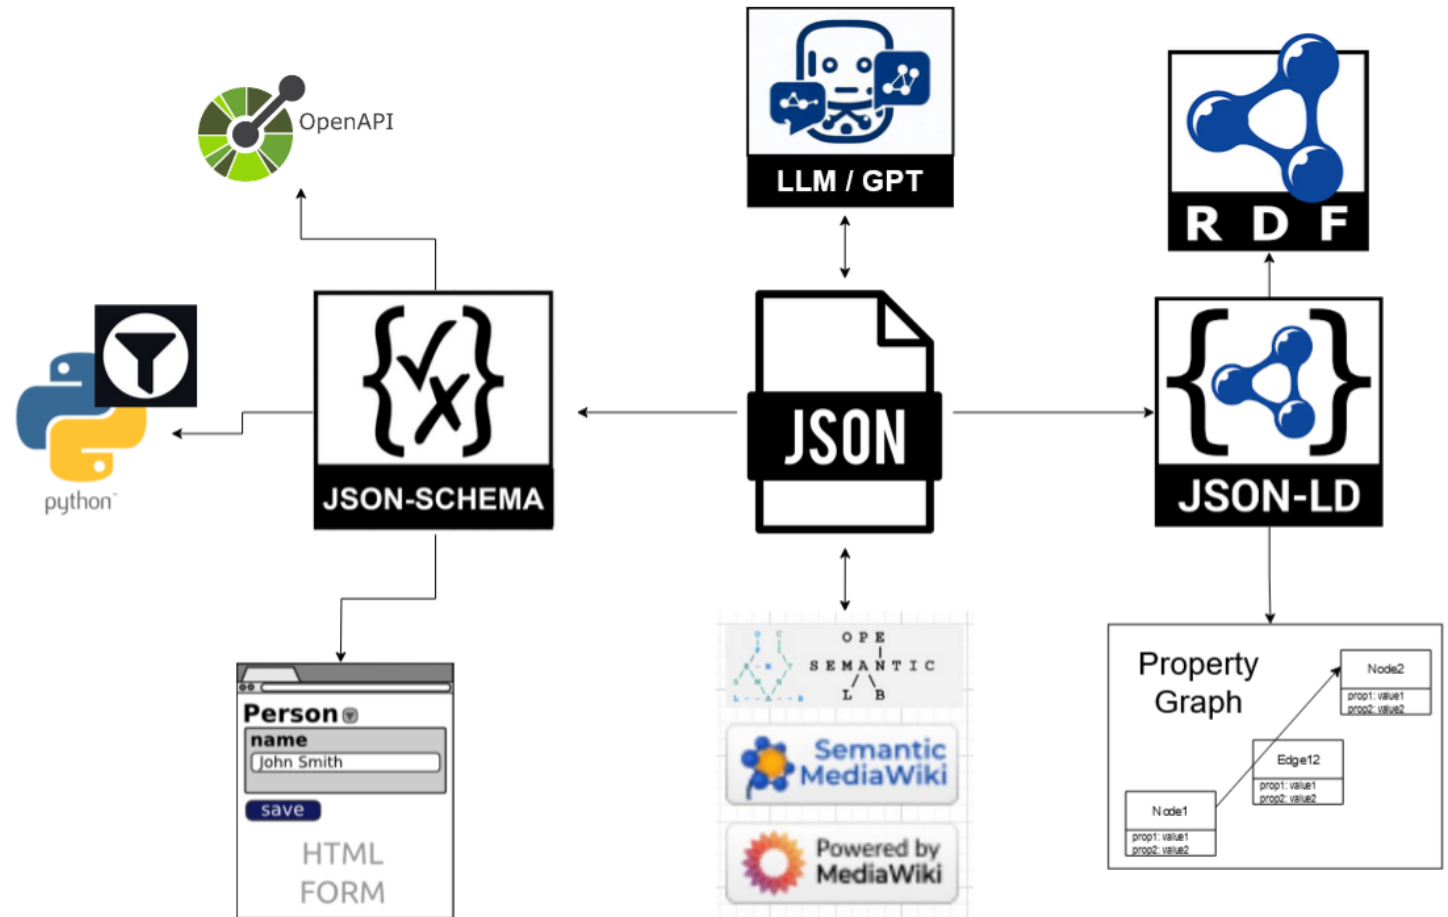 OpenAPI
LLM / GPT
R D F
python™
JSON-SCHEMA
JSON
JSON-LD
O P E
S E M A N T I C
L B
Semantic
MediaWiki
Powered by
MediaWiki
Person
name
John Smith
save
HTML
FORM
Property
Graph
Node2
prop1: value1
prop2: value2
Edge12
prop1: value1
prop2: value2
Node1
prop1: value1
prop2: value2